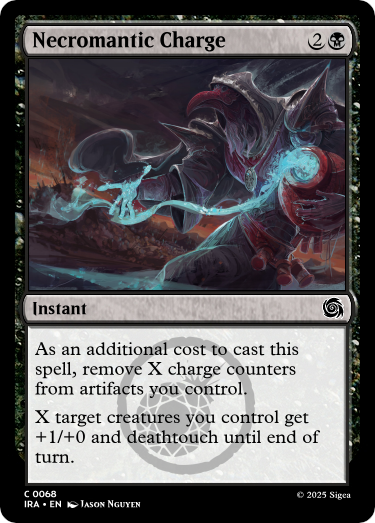 Necromantic Charge 2
Instant
As an additional cost to cast this
spell, remove X charge counters
from artifacts you control.
X target creatures you control get
+1/+0 and deathtouch until end of
turn.
C 0068
IRA • EN Jason Nguyen
© 2025 Sigea